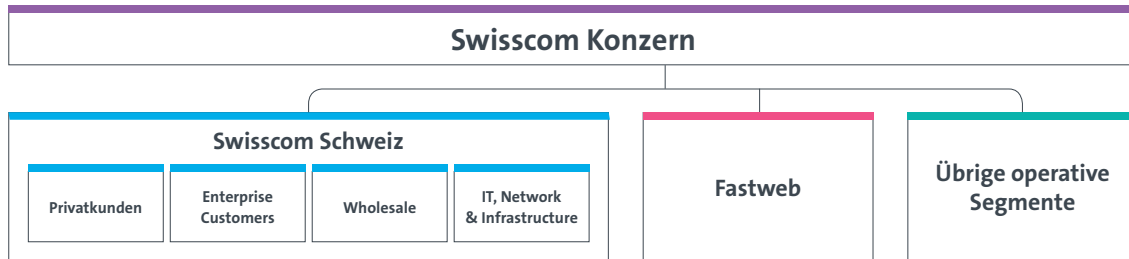 Swisscom Konzern
Swisscom Schweiz
Privatkunden
Enterprise
Customers
Wholesale
IT, Network
& Infrastructure
Fastweb
Übrige operative
Segmente